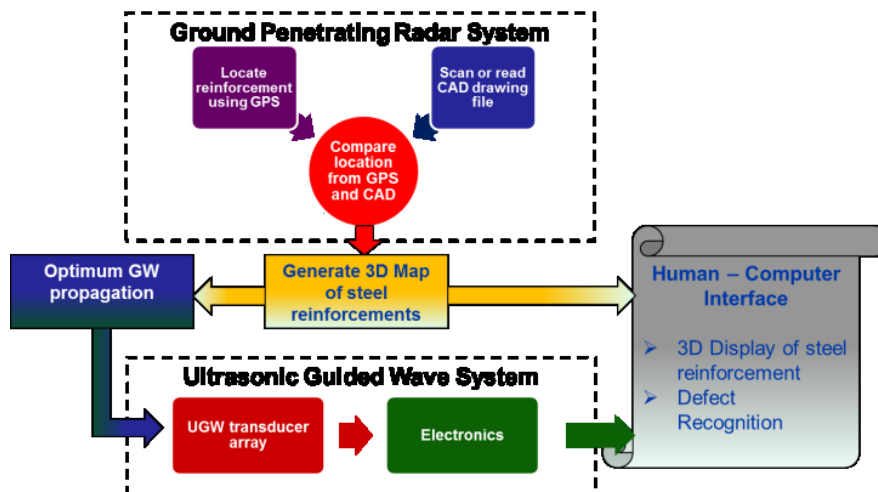 Ground Penetrating Radar System
Locate
reinforcement
using GPS
Scan or read
CAD drawing
file
Compare
location
from GPS
and CAD
Optimum GW
propagation
Generate 3D Map
of steel
reinforcements
Human – Computer
Interface
➢ 3D Display of steel
reinforcement
➢ Defect
Recognition
Ultrasonic Guided Wave System
UGW transducer
array
Electronics